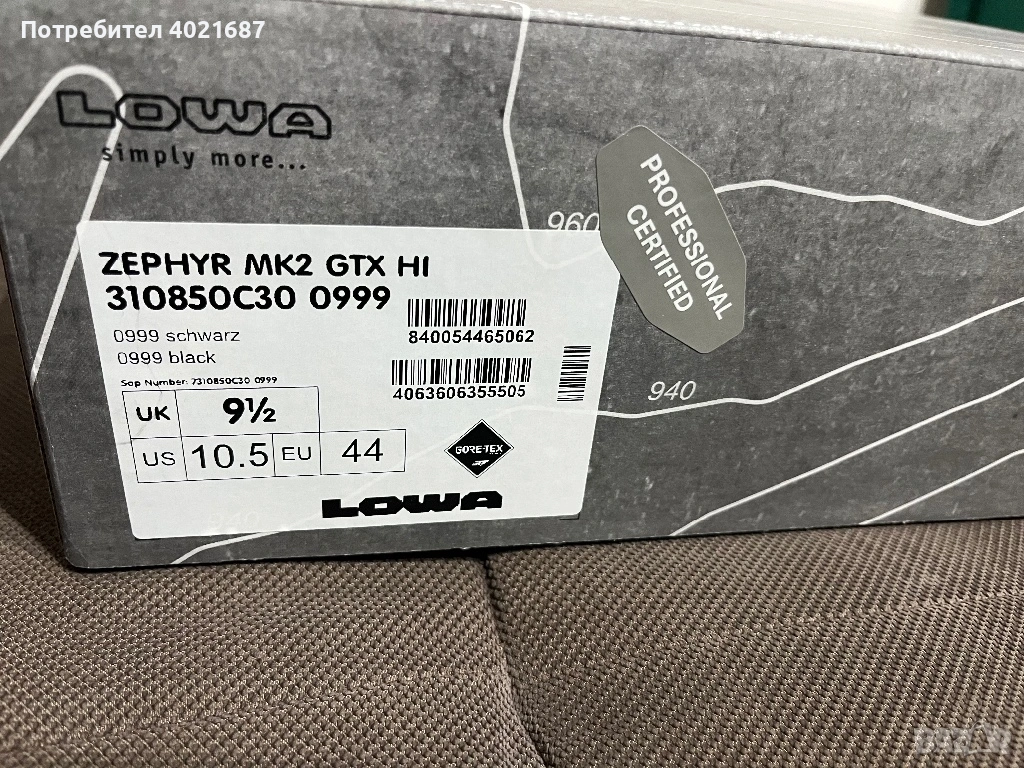 Потребител 4021687
LOWA
simply more...
960
PROFESSIONAL
CERTIFIED
ZEPHYR MK2 GTX HI
310850C30 0999
0999 schwarz
0999 black
840054465062
Sap Number: 7310850C30 0999
4063606355505
940
UK 9½
US 10.5 EU 44
GORE-TEX
LOWA
940